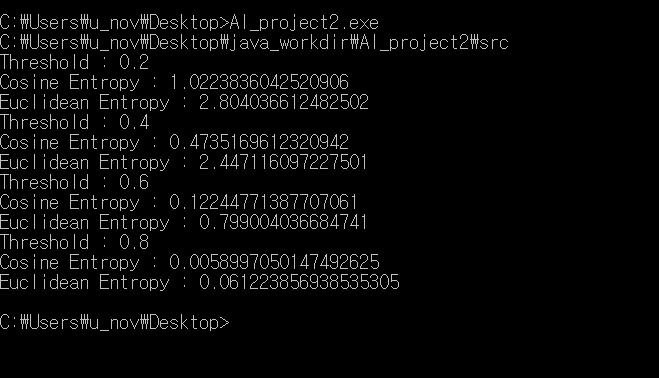 C:₩Users₩u_nov₩Desktop>AI_project2.exe
C:₩Users₩u_nov₩Desktop₩java_workdir₩AI_project2₩src
Threshold : 0.2
Cosine Entropy : 1.0223836042520906
Euclidean Entropy : 2.804036612482502
Threshold : 0.4
Cosine Entropy : 0.4735169612320942
Euclidean Entropy : 2.447116097227501
Threshold : 0.6
Cosine Entropy : 0.12244771387707061
Euclidean Entropy : 0.799004036684741
Threshold : 0.8
Cosine Entropy : 0.0058997050147492625
Euclidean Entropy : 0.061223856938535305
C:₩Users₩u_nov₩Desktop>